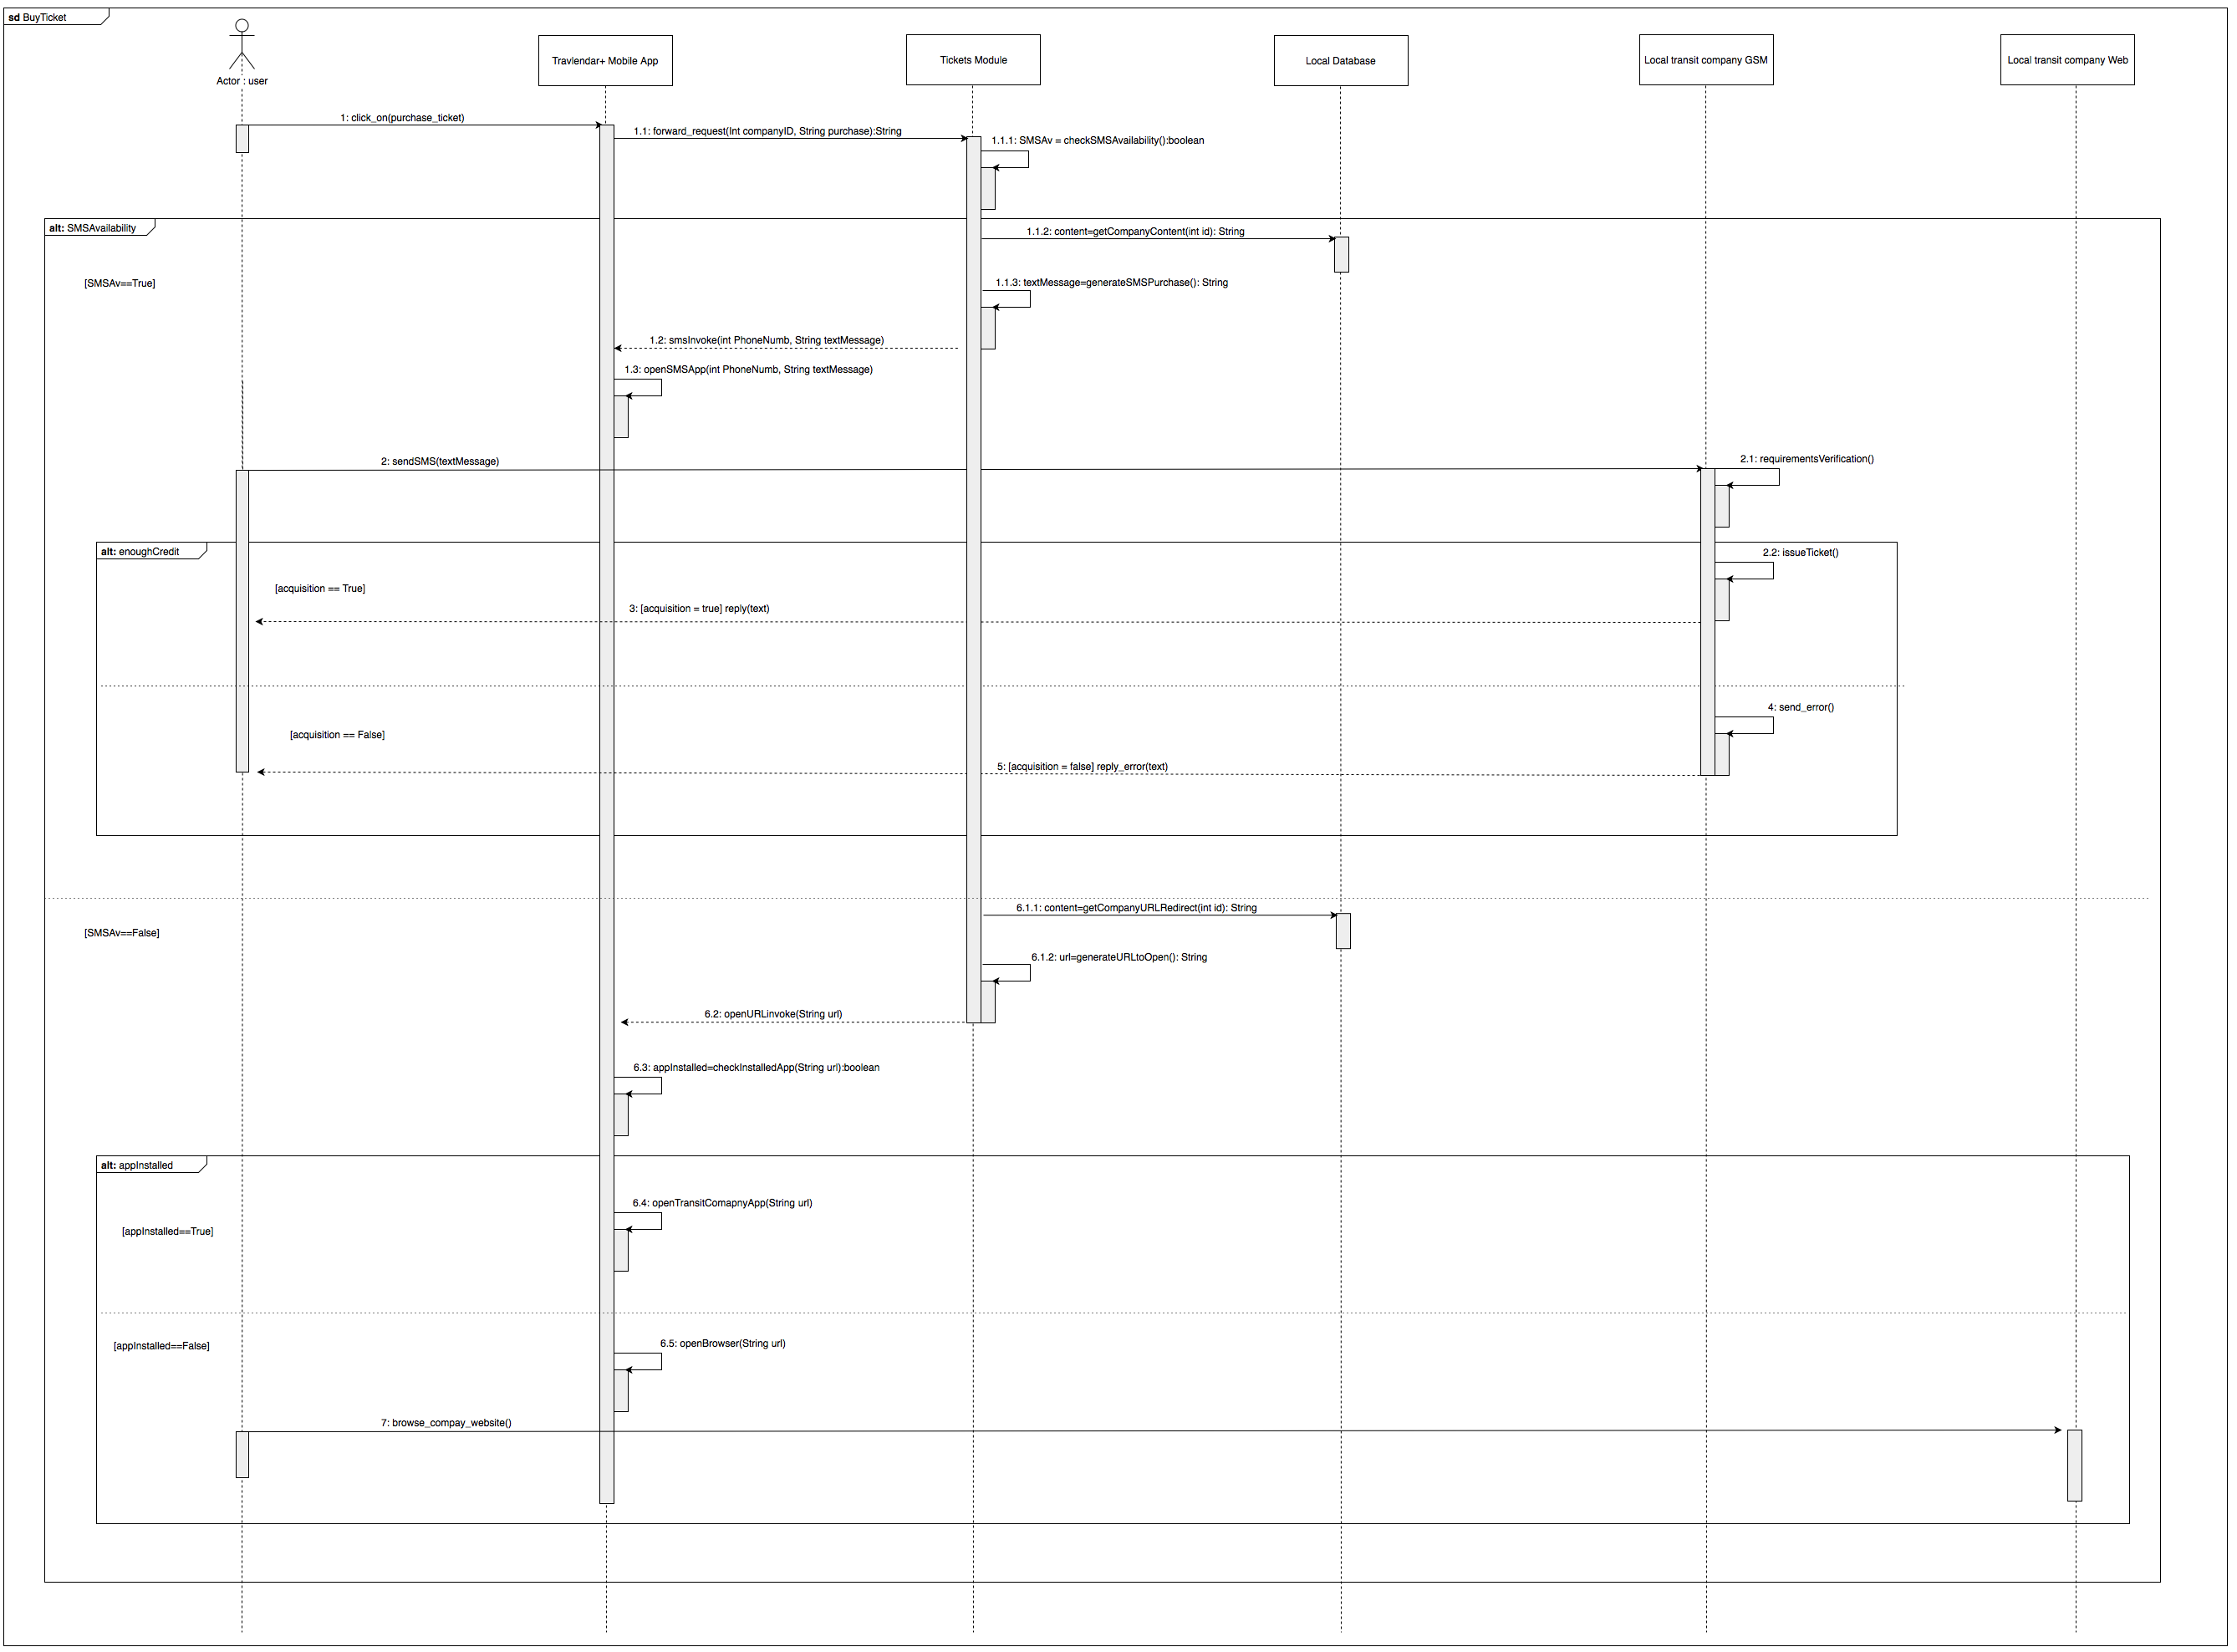 sd BuyTicket
Actor : user
Travlendar+ Mobile App
Tickets Module
Local Database
Local transit company GSM
Local transit company Web
1: click_on(purchase_ticket)
1.1: forward_request(Int companyID, String purchase):String
1.1.1: SMSAv = checkSMSAvailability():boolean
alt: SMSAvailability
1.1.2: content=getCompanyContent(int id): String
[SMSAv==True]
1.1.3: textMessage=generateSMSPurchase(): String
1.2: smsInvoke(int PhoneNumb, String textMessage)
1.3: openSMSApp(int PhoneNumb, String textMessage)
2: sendSMS(textMessage)
2.1: requirementsVerification()
alt: enoughCredit
2.2: issueTicket()
[acquisition == True]
3: [acquisition = true] reply(text)
4: send_error()
[acquisition == False]
5: [acquisition = false] reply_error(text)
6.1.1: content=getCompanyURLRedirect(int id): String
[SMSAv==False]
6.1.2: url=generateURLtoOpen(): String
6.2: openURLinvoke(String url)
6.3: appInstalled=checkInstalledApp(String url):boolean
alt: appInstalled
6.4: openTransitComapnyApp(String url)
[appInstalled==True]
6.5: openBrowser(String url)
[appInstalled==False]
7: browse_compay_website()